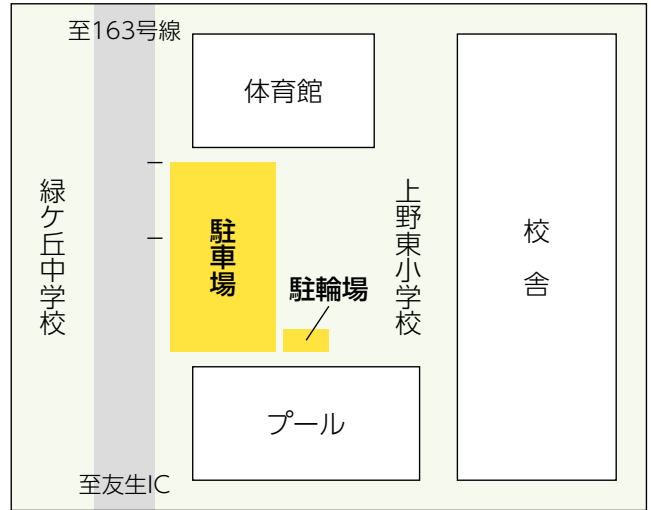 至163号線
体育館
緑ケ丘中学校
駐車場
駐輪場
上野東小学校
校舎
プール
至友生IC